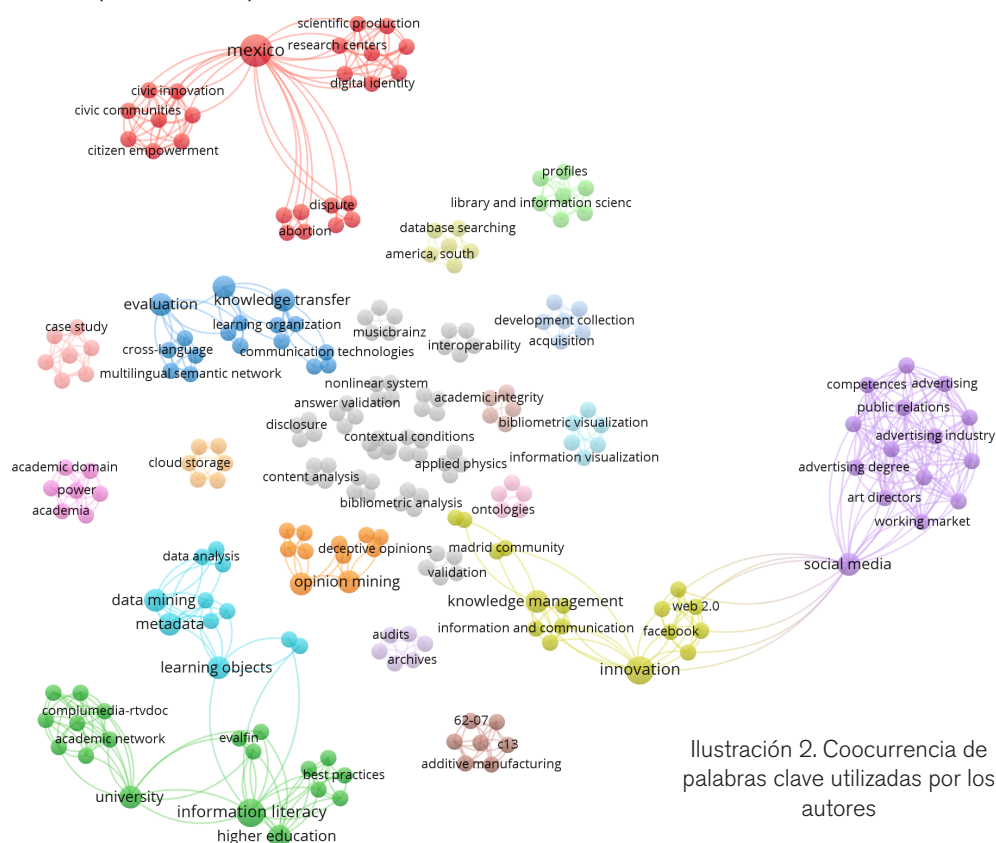 scientific production
mexico
research centers
digital identity
civic innovation
civic communities
citizen empowerment
dispute
abortion
profiles
library and information scienc
database searching
america, south
evaluation
knowledge transfer
learning organization
cross-language
communication technologies
multilingual semantic network
case study
musicbrainz
interoperability
development collection
acquisition
nonlinear system
answer validation
academic integrity
disclosure
bibliometric visualization
contextual conditions
information visualization
applied physics
content analysis
bibliometric analysis
ontologies
competences
advertising
public relations
advertising industry
advertising degree
art directors
working market
social media
cloud storage
academic domain
power
academia
data analysis
deceptive opinions
opinion mining
madrid community
validation
data mining
metadata
knowledge management
web 2.0
information and communication
facebook
innovation
audits
archives
learning objects
complumedia-rtvdoc
academic network
evalfin
best practices
university
information literacy
higher education
62-07
c13
additive manufacturing
Ilustración 2. Coocurrencia de
palabras clave utilizadas por los
autores